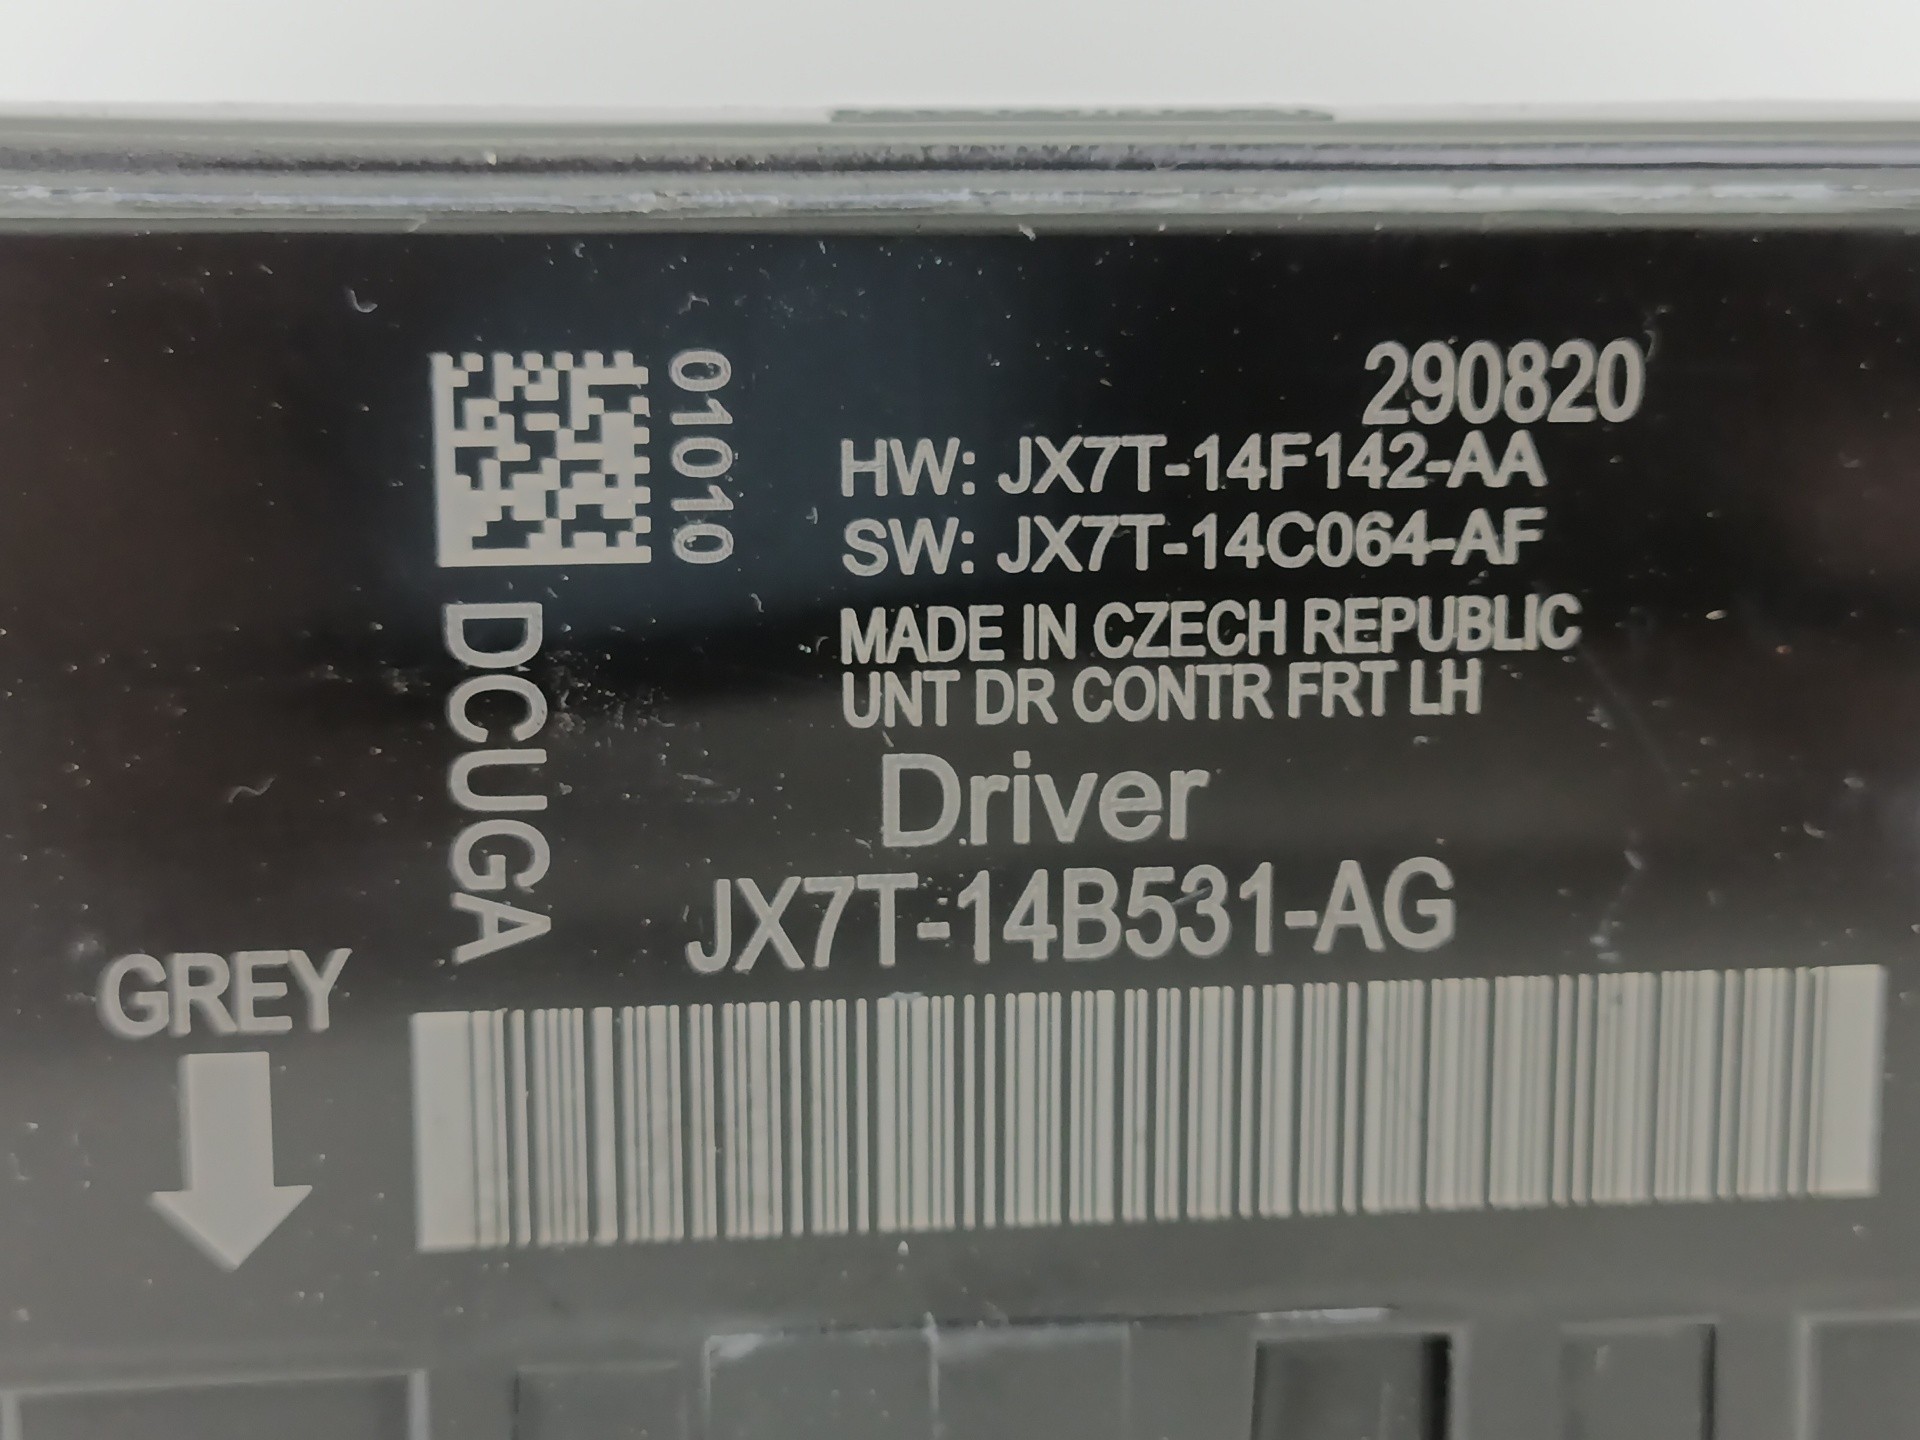 290820
011010
HW: JX7T-14F142-AA
SW: JX7T-14C064-AF
MADE IN CZECH REPUBLIC
UNT DR CONTR FRT LH
DCUGA
Driver
JX7T-14B531-AG
GREY